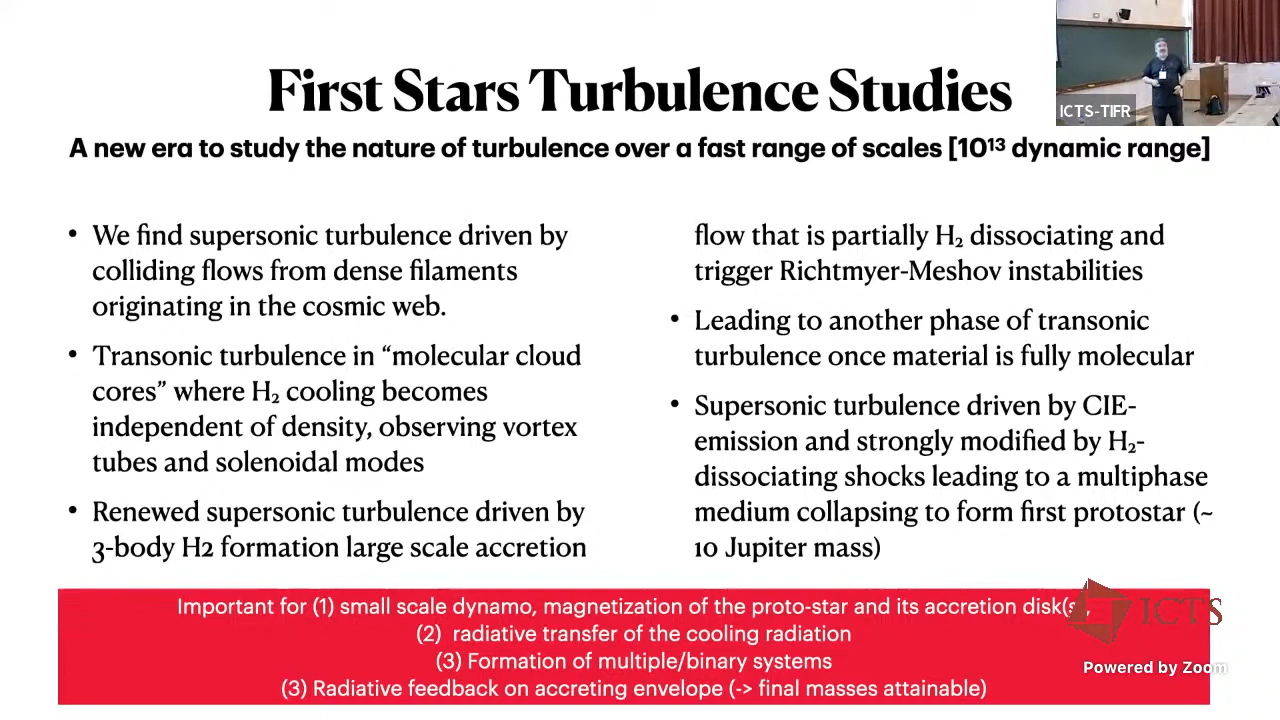 First Stars Turbulence Studies
ICTS-TIFR
A new era to study the nature of turbulence over a fast range of scales [10¹³ dynamic range]
• We find supersonic turbulence driven by
colliding flows from dense filaments
originating in the cosmic web.
• Transonic turbulence in “molecular cloud
cores” where H₂ cooling becomes
independent of density, observing vortex
tubes and solenoidal modes
• Renewed supersonic turbulence driven by
3-body H2 formation large scale accretion
flow that is partially H₂ dissociating and
trigger Richtmyer-Meshov instabilities
• Leading to another phase of transonic
turbulence once material is fully molecular
• Supersonic turbulence driven by CIE-
emission and strongly modified by H₂-
dissociating shocks leading to a multiphase
medium collapsing to form first protostar (~
10 Jupiter mass)
Important for (1) small scale dynamo, magnetization of the proto-star and its accretion disk(s),
(2) radiative transfer of the cooling radiation
(3) Formation of multiple/binary systems
(3) Radiative feedback on accreting envelope (-> final masses attainable)
ICTS
Powered by Zoom